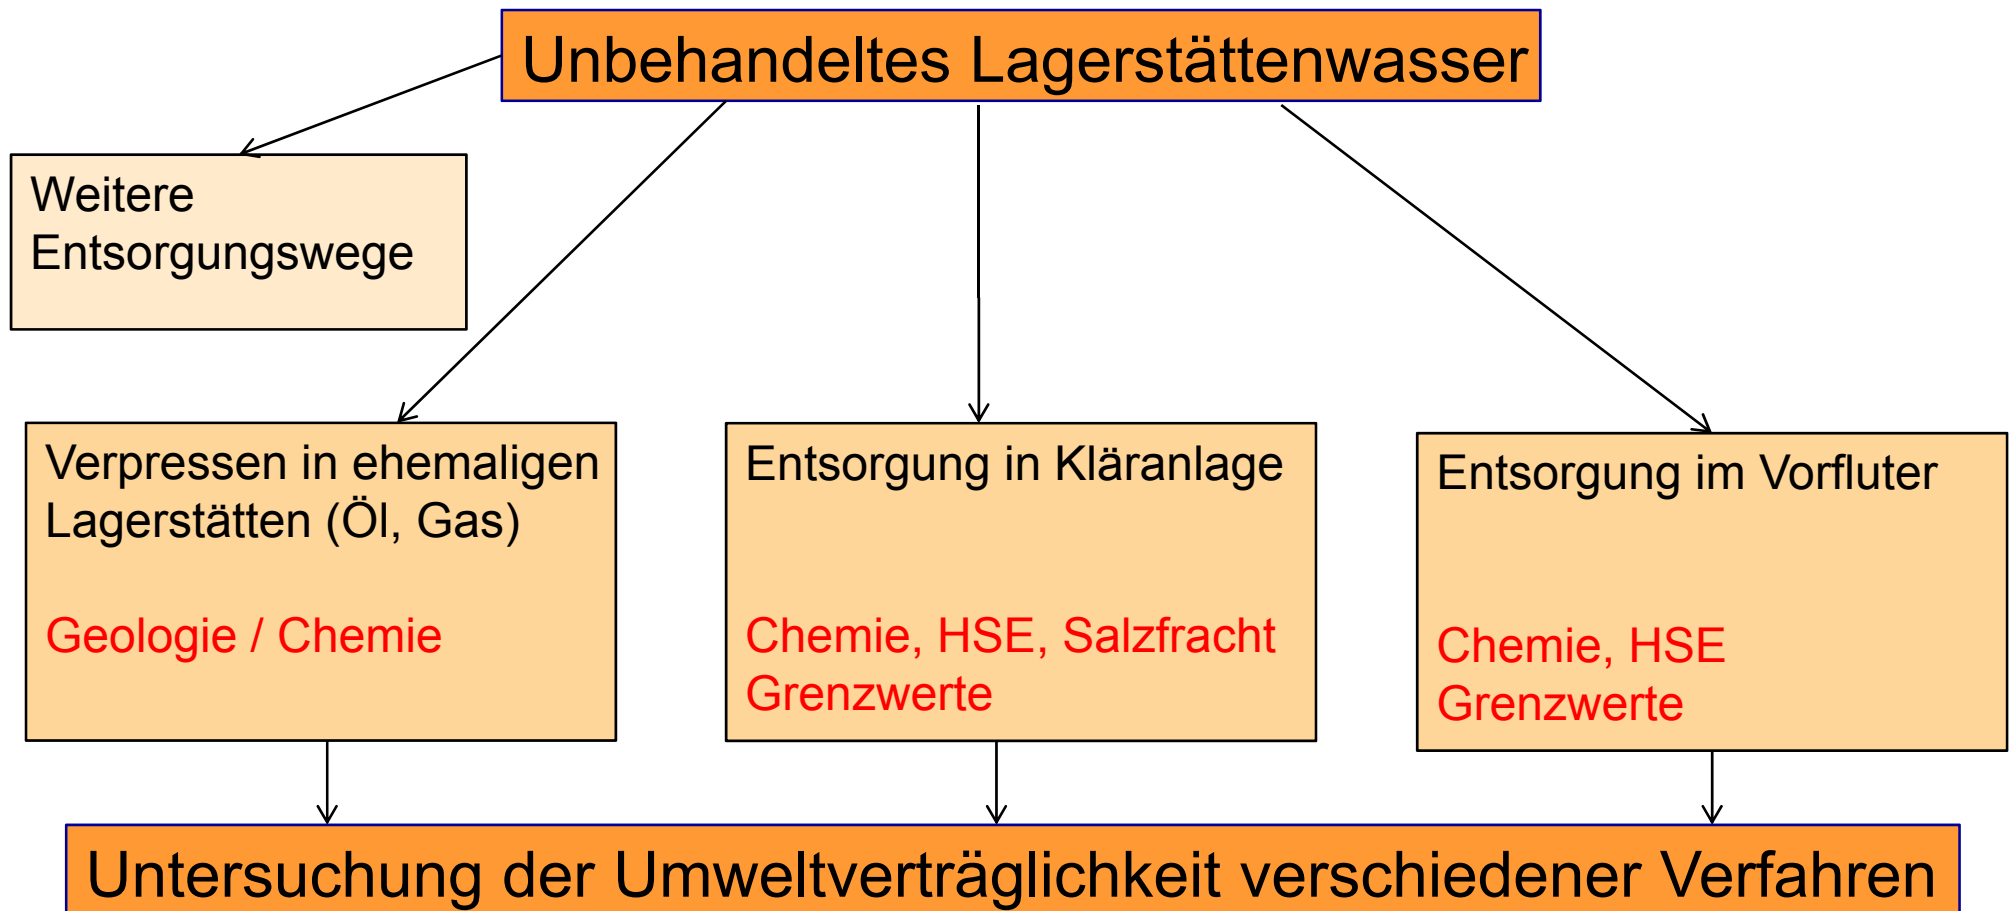 Unbehandeltes Lagerstättenwasser
Weitere
Entsorgungswege
Verpressen in ehemaligen
Lagerstätten (Öl, Gas)
Geologie / Chemie
Entsorgung in Kläranlage
Chemie, HSE, Salzfracht
Grenzwerte
Entsorgung im Vorfluter
Chemie, HSE
Grenzwerte
Untersuchung der Umweltverträglichkeit verschiedener Verfahren